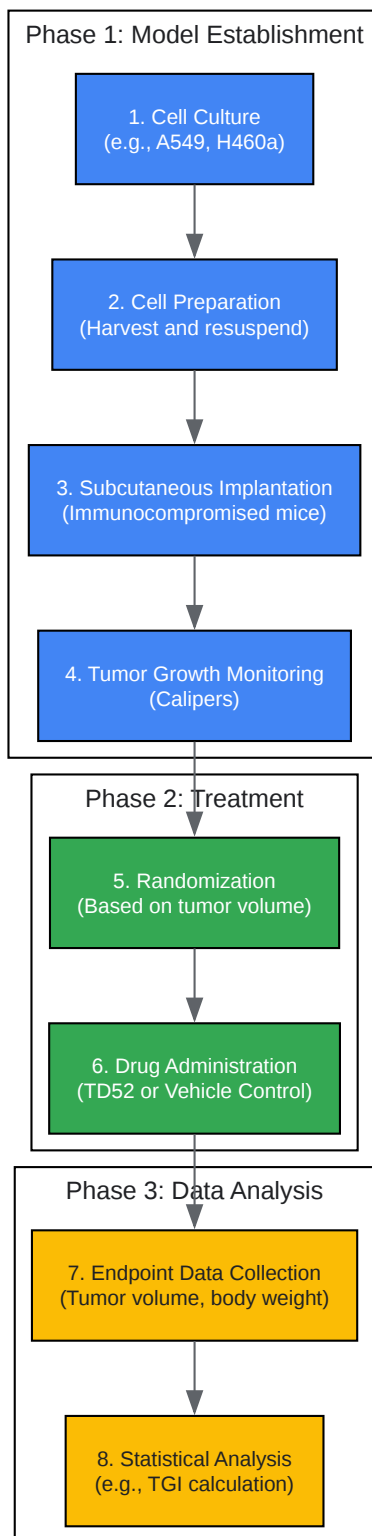 Phase 1: Model Establishment
1. Cell Culture
(e.g., A549, H460a)
2. Cell Preparation
(Harvest and resuspend)
3. Subcutaneous Implantation
(Immunocompromised mice)
4. Tumor Growth Monitoring
(Calipers)
Phase 2: Treatment
5. Randomization
(Based on tumor volume)
6. Drug Administration
(TD52 or Vehicle Control)
Phase 3: Data Analysis
7. Endpoint Data Collection
(Tumor volume, body weight)
8. Statistical Analysis
(e.g., TGI calculation)